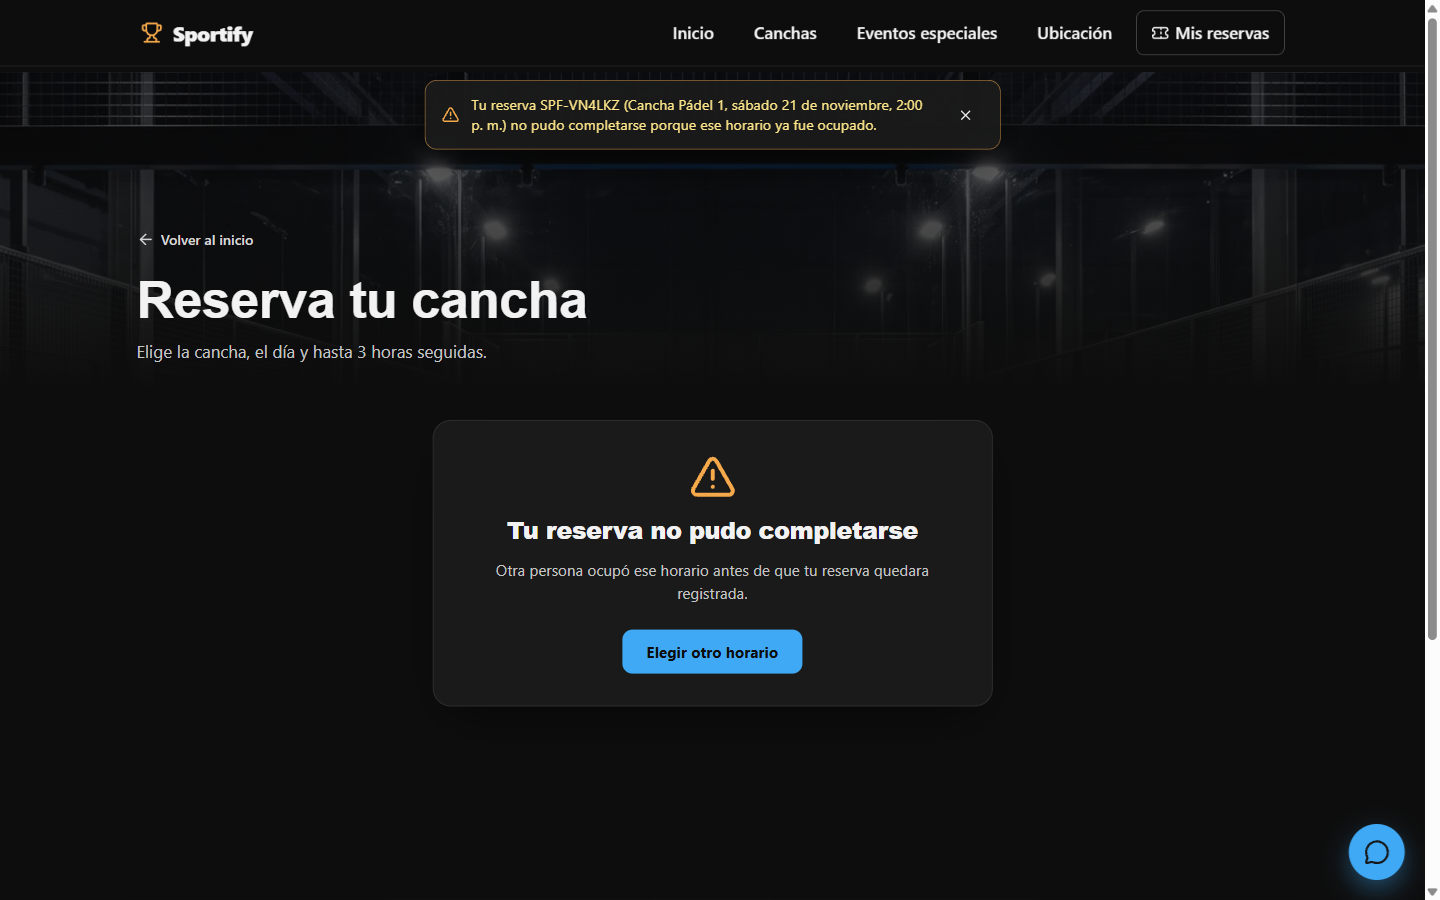 Sportify
Inicio
Canchas
Eventos especiales
Ubicación
Mis reservas
Tu reserva SPF-VN4LKZ (Cancha Pádel 1, sábado 21 de noviembre, 2:00
p. m.) no pudo completarse porque ese horario ya fue ocupado.
Volver al inicio
Reserva tu cancha
Elige la cancha, el día y hasta 3 horas seguidas.
Tu reserva no pudo completarse
Otra persona ocupó ese horario antes de que tu reserva quedara
registrada.
Elegir otro horario